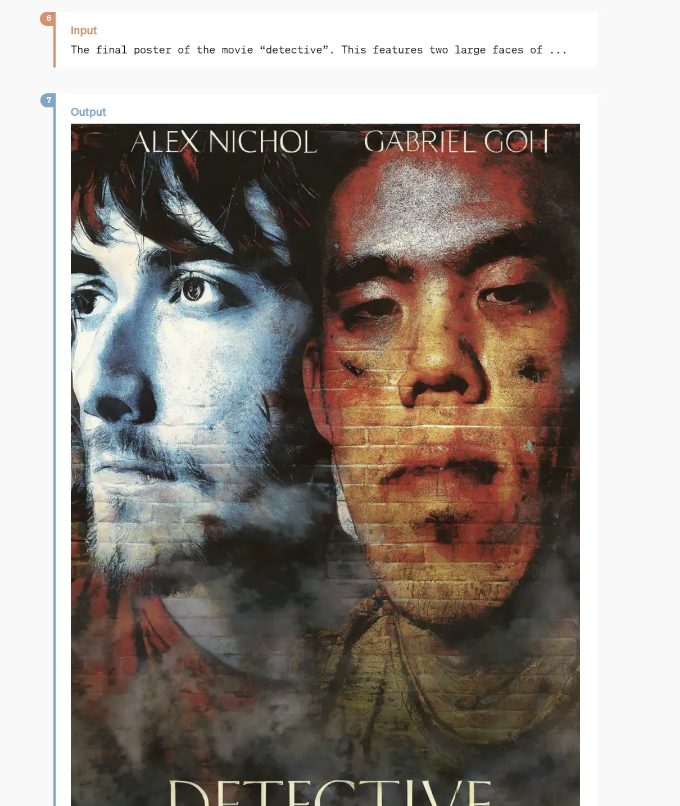 6
Input
The final poster of the movie “detective”. This features two large faces of ...
7
Output
ALEX NICHOL GABRIEL GOH
DETECTIVE